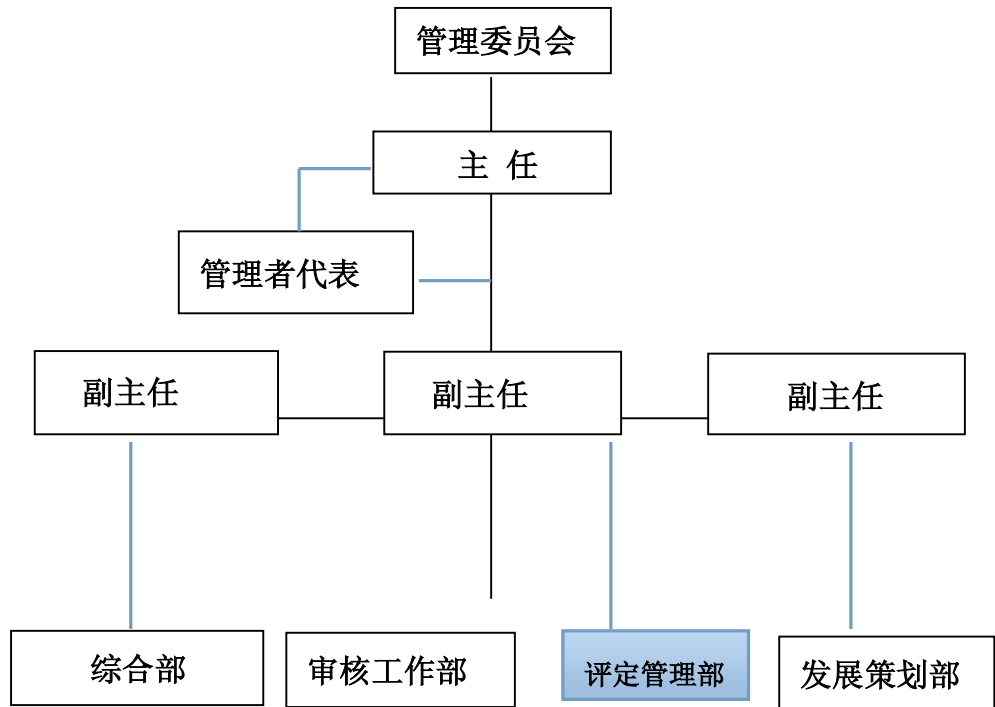 管理委员会
主 任
管理者代表
副主任
副主任
副主任
综合部
审核工作部
评定管理部
发展策划部